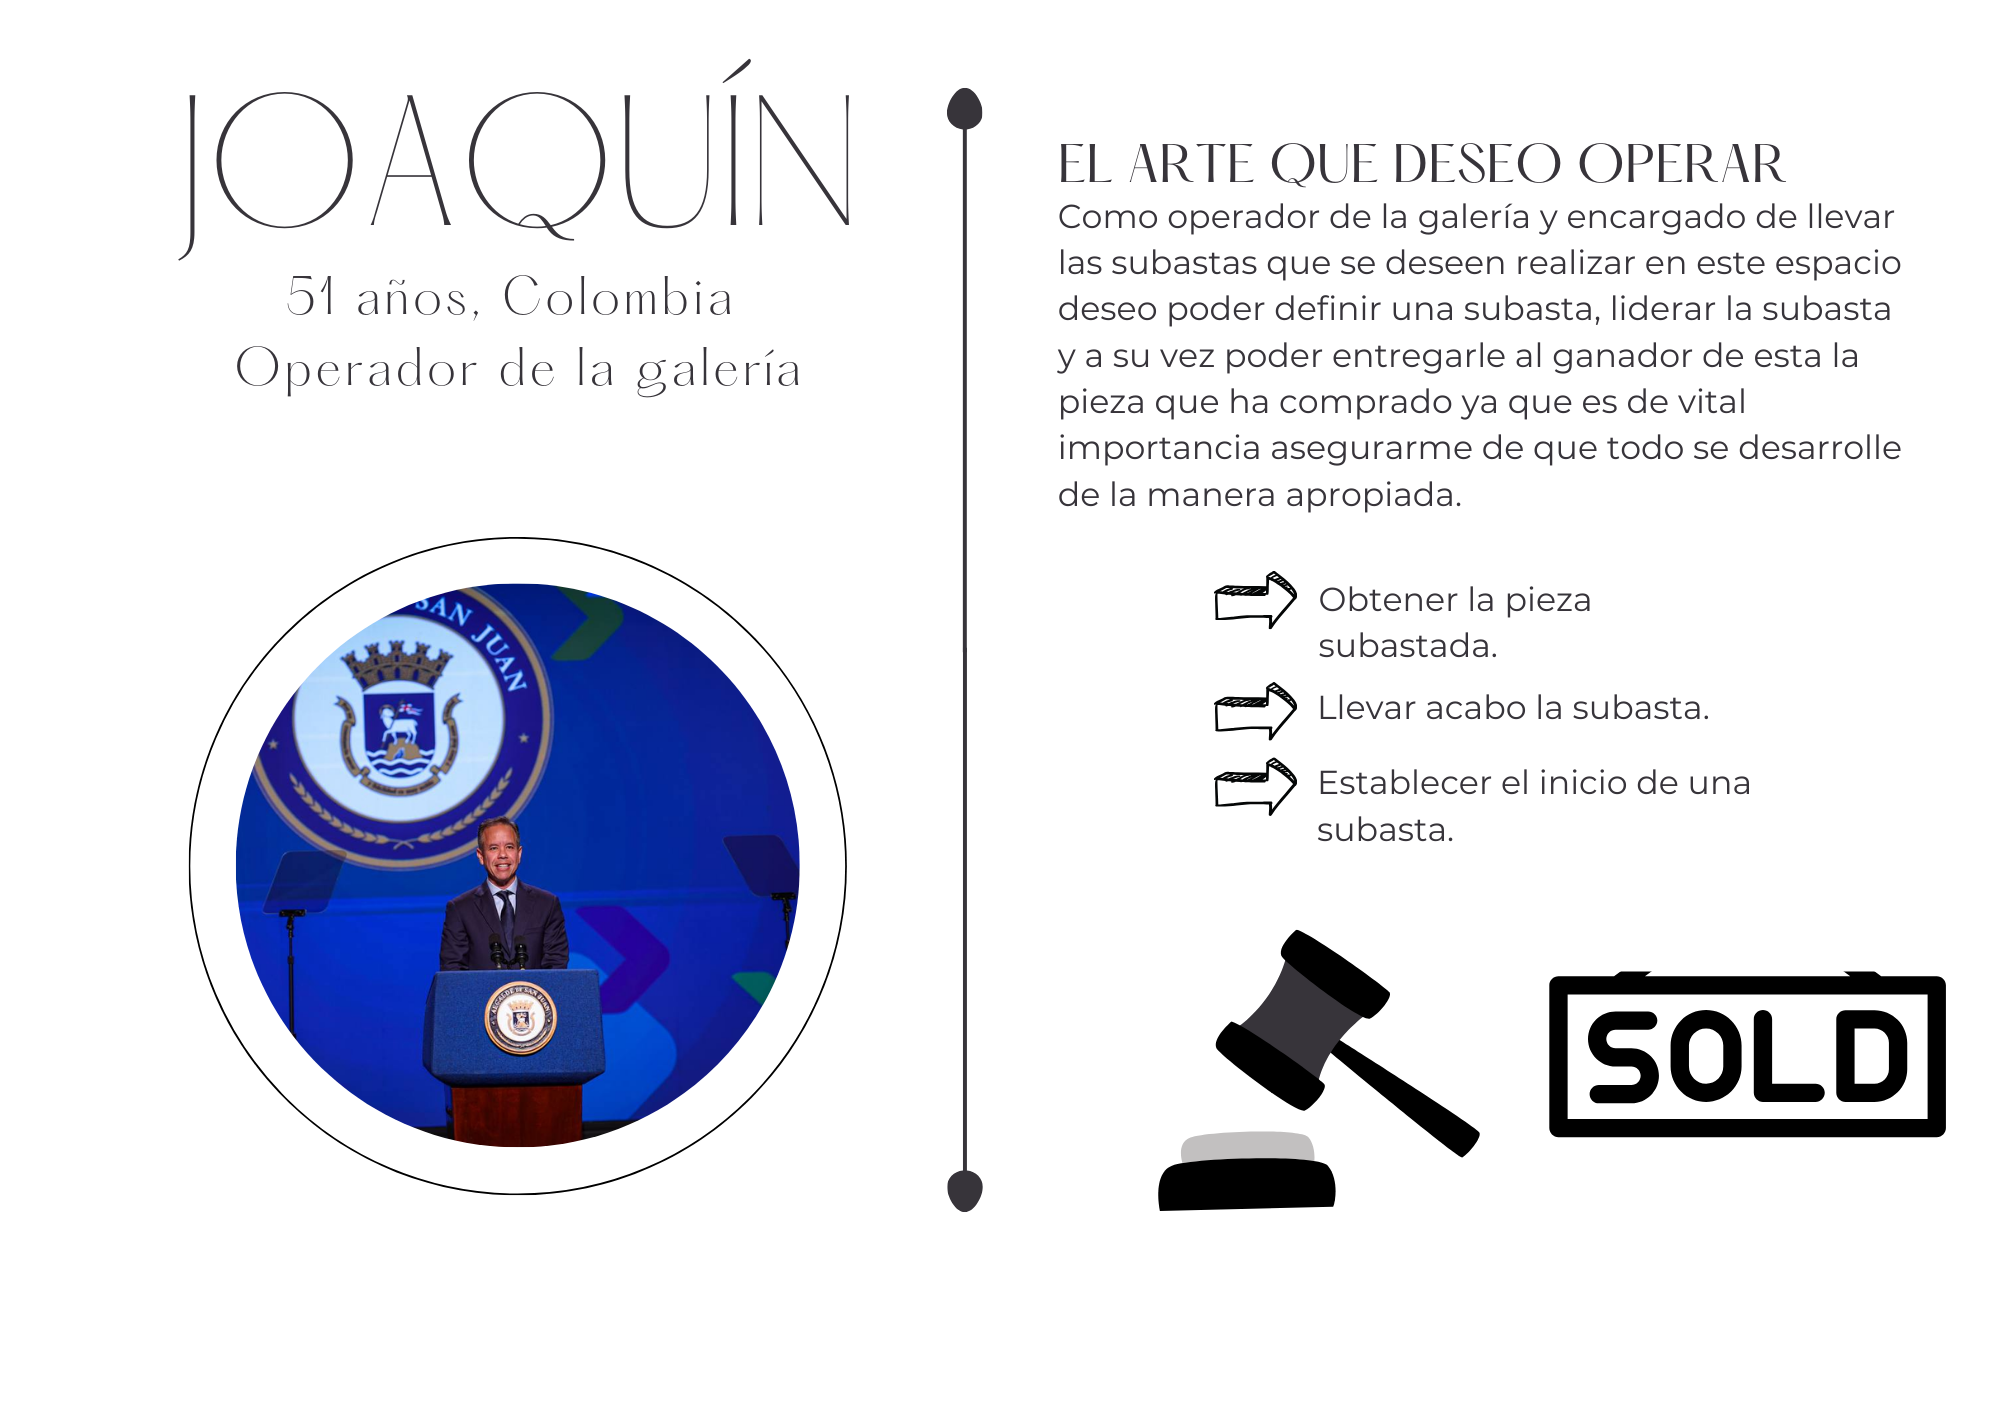 JOAQUÍN
51 años, Colombia
Operador de la galería
SAN JUAN
ALCALDE DE SAN JUAN
EL ARTE QUE DESEO OPERAR
Como operador de la galería y encargado de llevar
las subastas que se deseen realizar en este espacio
deseo poder definir una subasta, liderar la subasta
y a su vez poder entregarle al ganador de esta la
pieza que ha comprado ya que es de vital
importancia asegurarme de que todo se desarrolle
de la manera apropiada.
Obtener la pieza
subastada.
Llevar acabo la subasta.
Establecer el inicio de una
subasta.
SOLD